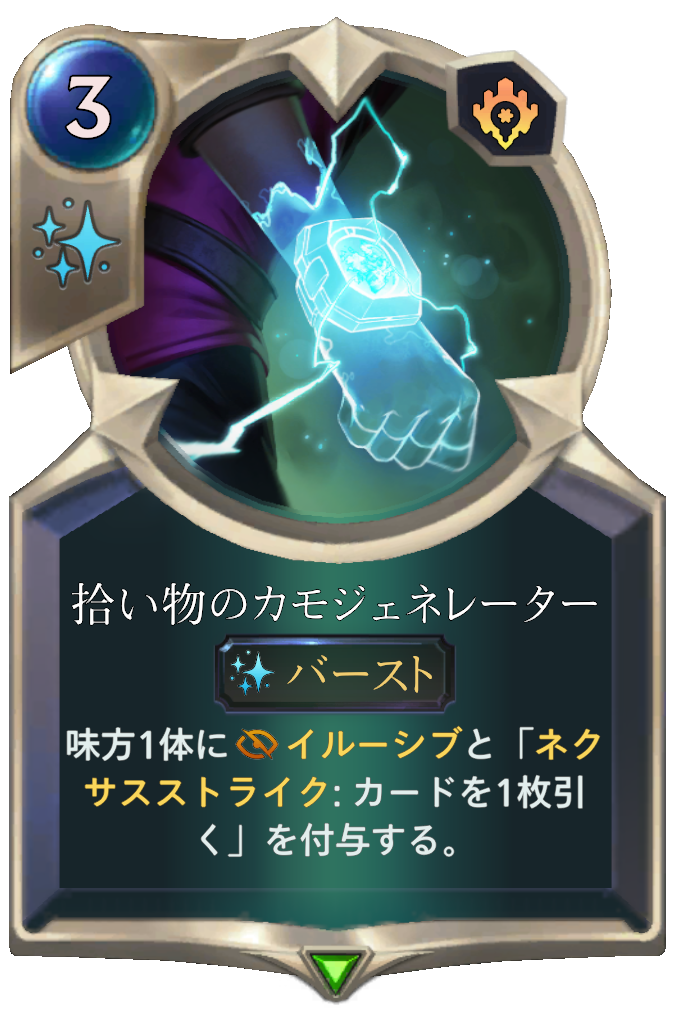 3
拾い物のカモジェネレーター
バースト
味方1体にイルーシブと「ネク
サスストライク: カードを1枚引
く」を付与する。